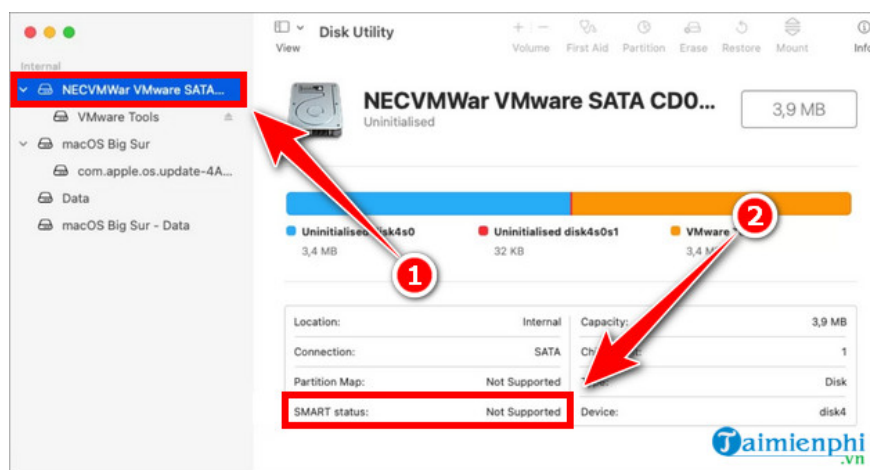 Disk Utility
View
Volume First Aid Partition Erase Restore Mount Info
Internal
NECVMWar VMware SATA...
VMware Tools
macOS Big Sur
com.apple.os.update-4A...
Data
macOS Big Sur - Data
NECVMWar VMware SATA CD0...
Uninitialised
3,9 MB
Uninitialised disk4s0
3,4 MB
Uninitialised disk4s0s1
32 KB
VMware
3,4
1
2
Location: Internal
Capacity: 3,9 MB
Connection: SATA
1
Partition Map: Not Supported
Type: Disk
SMART status: Not Supported
Device: disk4
Taimienphi
.vn